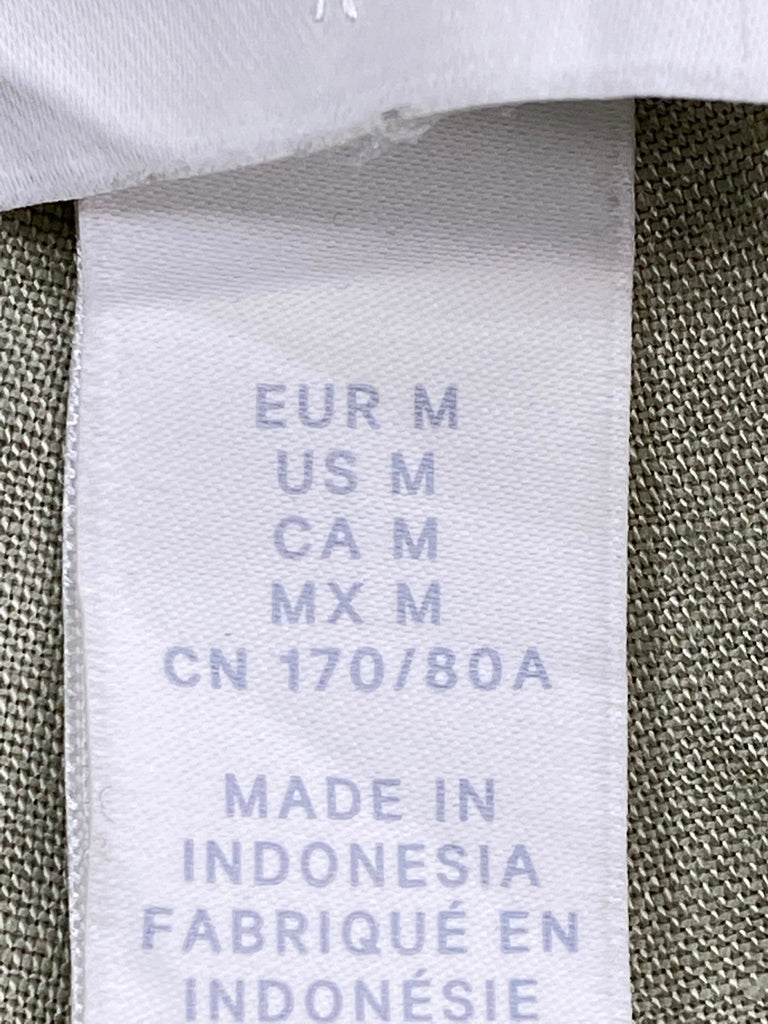 EUR M
US M
CA M
MX M
CN 170/80A
MADE IN
INDONESIA
FABRIQUÉ EN
INDONÉSIE